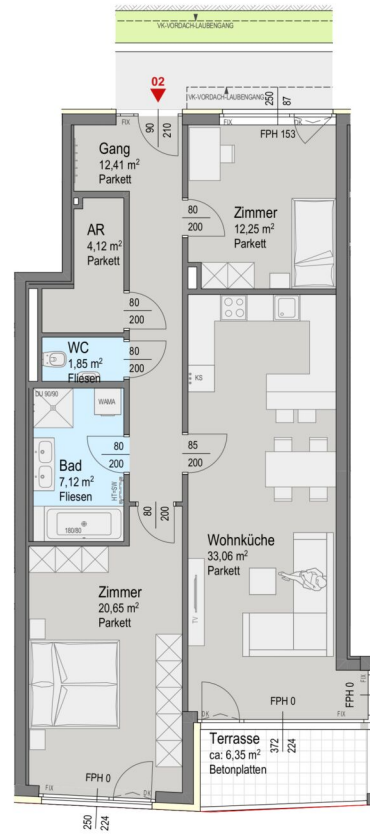 VK-VORDACH-LAUBENGANG
02
VK-VORDACH-LAUBENGANG
250
87
FIX
90
210
FIX
DK
FPH 153
Gang
12,41 m²
Parkett
Zimmer
12,25 m²
Parkett
80
200
AR
4,12 m²
Parkett
80
200
WC
1,85 m²
Fliesen
80
200
KS
DU 90/90
WAMA
Bad
7,12 m²
Fliesen
80
200
HT+SW
180/80
85
200
80
200
Wohnküche
33,06 m²
Parkett
Zimmer
20,65 m²
Parkett
TV
FIX
FPH 0
FIX
DK
FPH 0
FIX
Terrasse
ca: 6,35 m²
Betonplatten
372
224
FPH 0
FIX
DK
250
224